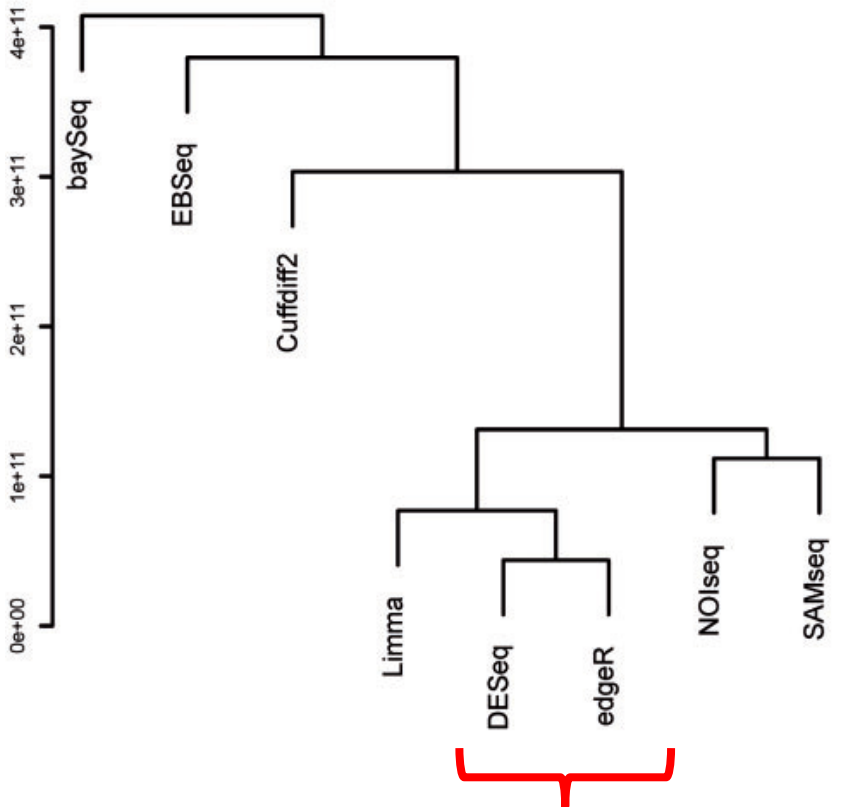 4e+11
3e+11
2e+11
1e+11
0e+00
baySeq
EBSeq
Cuffdiff2
Limma
DESeq
edgeR
NOIseq
SAMseq